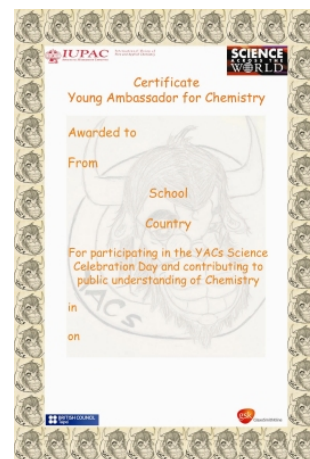 IUPAC
SCIENCE
ACROSS THE
WORLD
Certificate
Young Ambassador for Chemistry
Awarded to
From
School
Country
For participating in the YACs Science
Celebration Day and contributing to
public understanding of Chemistry
in
on
YACs
BRITISH COUNCIL
gsk